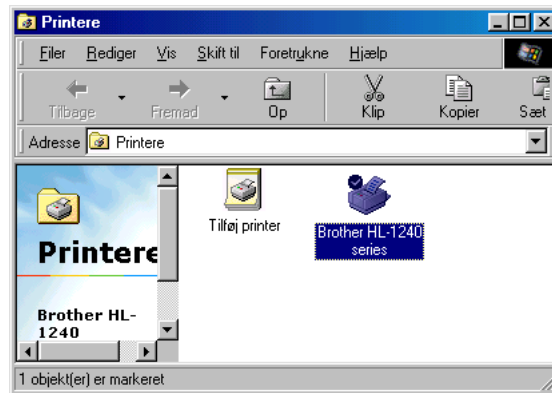 Printere
Filer Rediger Vis Skift til Foretrukne Hjælp
Tilbage Fremad Op Klip Kopier Sæt
Adresse Printere
Tilføj printer
Brother HL-1240
series
Printere
Brother HL-
1240
1 objekt(er) er markeret